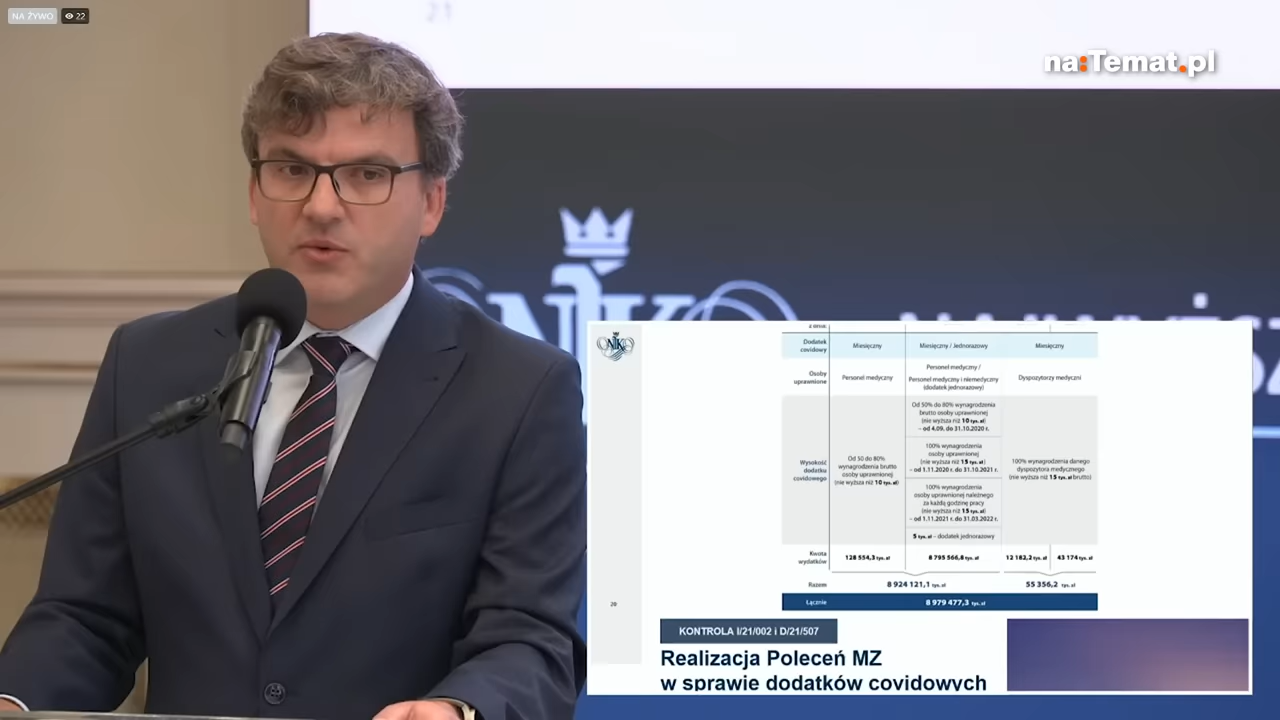 NA ŻYWO 22
21
na:Temat.pl
NIK
NIK
Dodatek
covidowy
Miesięczny
Miesięczny / Jednorazowy
Miesięczny
Osoby
uprawnione
Personel medyczny
Personel medyczny /
Personel medyczny i niemedyczny
(dodatek jednorazowy)
Dyspozytorzy medyczni
Wysokość
dodatku
covidowego
Od 50 do 80%
wynagrodzenia brutto
osoby uprawnionej
(nie wyższa niż 10 tys. zł)
Od 50% do 80% wynagrodzenia
brutto osoby uprawnionej
(nie wyższa niż 10 tys. zł)
– od 4.09. do 31.10.2020 r.
100% wynagrodzenia
osoby uprawnionej
(nie wyższa niż 15 tys. zł)
– od 1.11.2020 r. do 31.10.2021 r.
100% wynagrodzenia
osoby uprawnionej należnego
za każdą godzinę pracy
(nie wyższa niż 15 tys. zł)
– od 1.11.2021 r. do 31.03.2022 r.
5 tys. zł – dodatek jednorazowy
100% wynagrodzenia danego
dyspozytora medycznego
(nie wyższa niż 15 tys. zł brutto)
Kwota
wydatków
128 554,3 tys. zł
8 795 566,8 tys. zł
12 182,2 tys. zł
43 174 tys. zł
Razem
8 924 121,1 tys. zł
55 356,2 tys. zł
Łącznie
8 979 477,3 tys. zł
20
KONTROLA I/21/002 i D/21/507
Realizacja Poleceń MZ
w sprawie dodatków covidowych